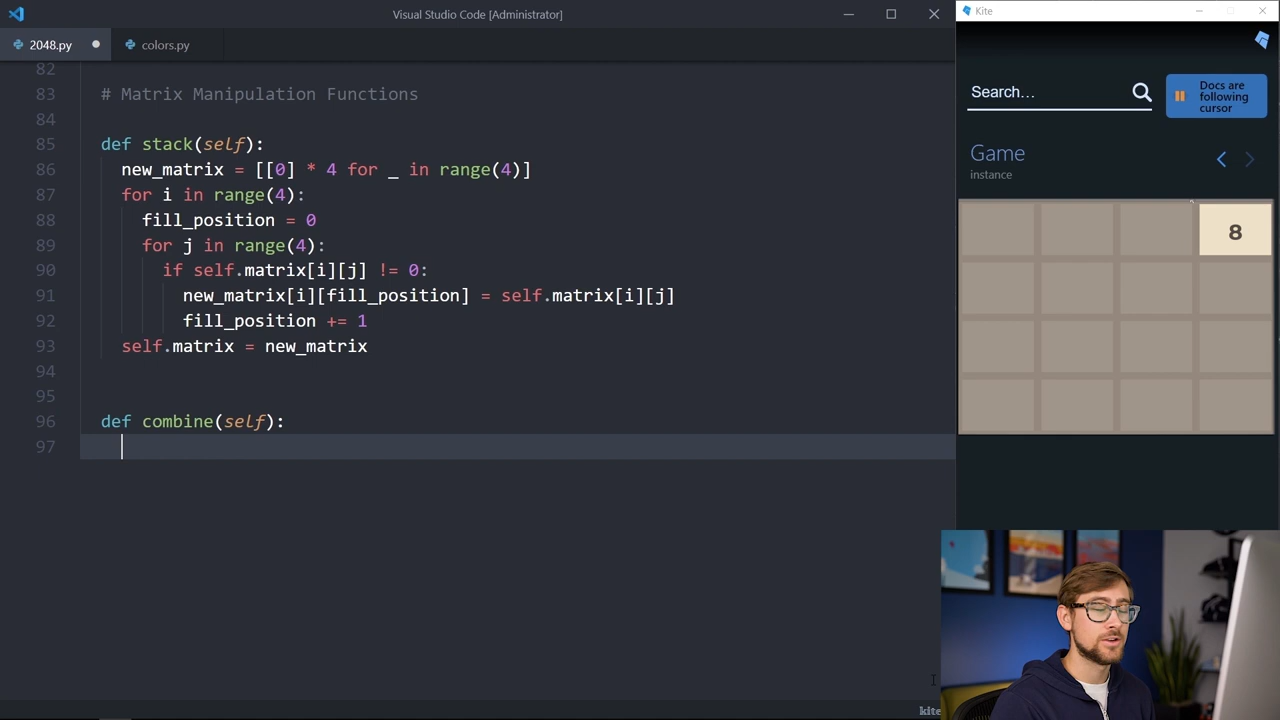 Visual Studio Code [Administrator]
2048.py
colors.py
82
83 # Matrix Manipulation Functions
84
85 def stack(self):
86 new_matrix = [[0] * 4 for _ in range(4)]
87 for i in range(4):
88 fill_position = 0
89 for j in range(4):
90 if self.matrix[i][j] != 0:
91 new_matrix[i][fill_position] = self.matrix[i][j]
92 fill_position += 1
93 self.matrix = new_matrix
94
95
96 def combine(self):
97
Kite
Search...
Docs are
following
cursor
Game
instance
8
kite